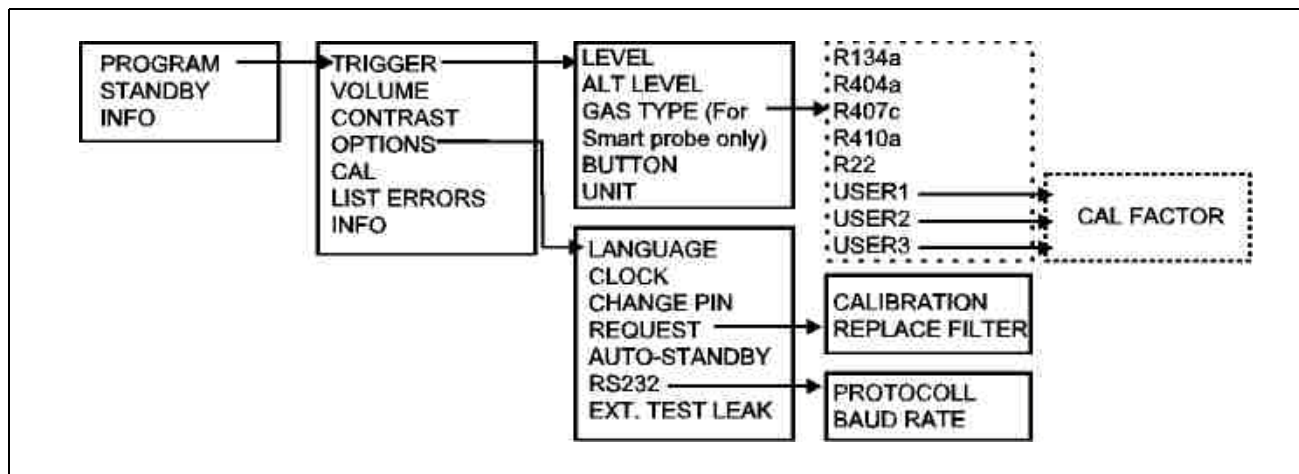 PROGRAM
STANDBY
INFO
TRIGGER
VOLUME
CONTRAST
OPTIONS
CAL
LIST ERRORS
INFO
LEVEL
ALT LEVEL
GAS TYPE (For
Smart probe only)
BUTTON
UNIT
R134a
R404a
R407c
R410a
R22
USER1
USER2
USER3
CAL FACTOR
LANGUAGE
CLOCK
CHANGE PIN
REQUEST
AUTO-STANDBY
RS232
EXT. TEST LEAK
CALIBRATION
REPLACE FILTER
PROTOCOLL
BAUD RATE